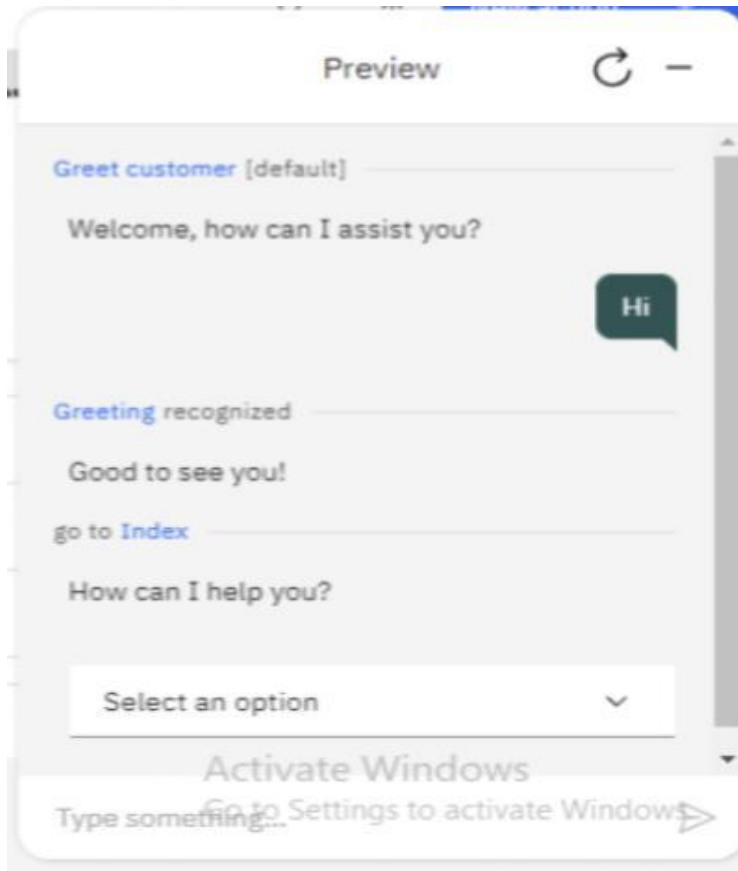 Preview
Greet customer [default]
Welcome, how can I assist you?
Hi
Greeting recognized
Good to see you!
go to Index
How can I help you?
Select an option
Activate Windows
Go to Settings to activate Windows.
Type something...